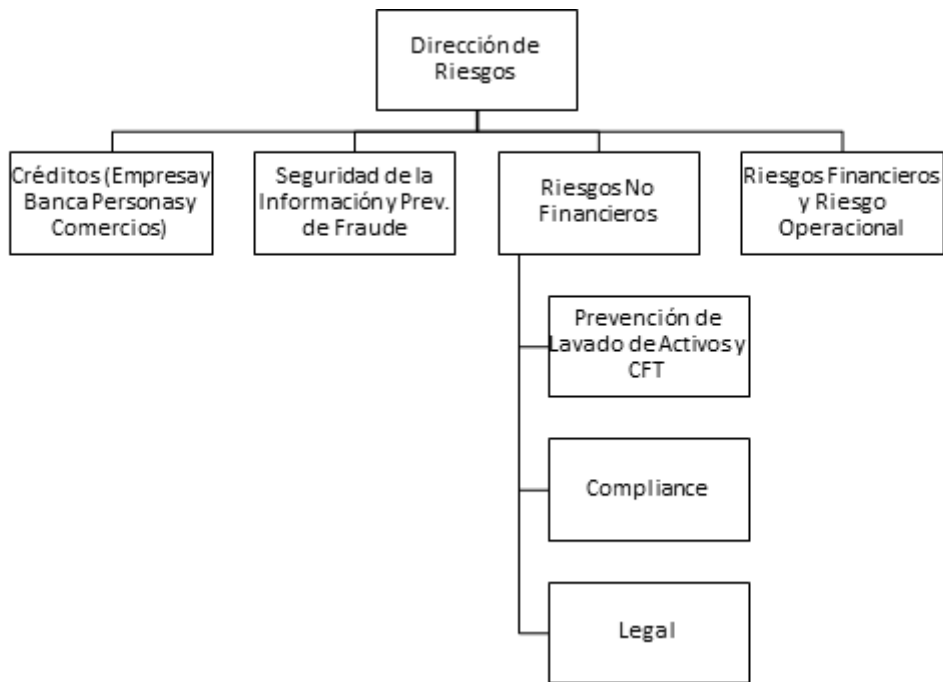 Dirección de
Riesgos
Créditos (Empresa y
Banca Personas y
Comercios)
Seguridad de la
Información y Prev.
de Fraude
Riesgos No
Financieros
Riesgos Financieros
y Riesgo
Operacional
Prevención de
Lavado de Activos y
CFT
Compliance
Legal